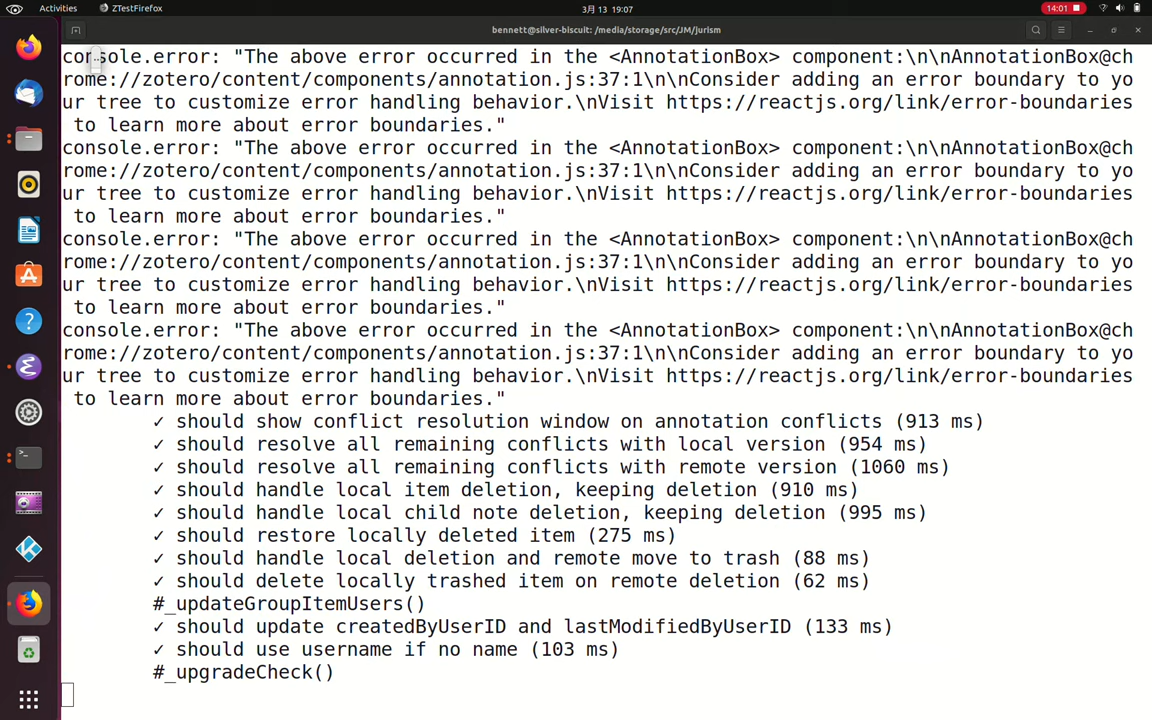 Activities
ZTestFirefox
3月 13 19:07
14:01
bennett@silver-biscuit: /media/storage/src/JM/jurism
console.error: "The above error occurred in the <AnnotationBox> component:\n\nAnnotationBox@ch
rome://zotero/content/components/annotation.js:37:1\n\nConsider adding an error boundary to yo
ur tree to customize error handling behavior.\nVisit https://reactjs.org/link/error-boundaries
to learn more about error boundaries."
console.error: "The above error occurred in the <AnnotationBox> component:\n\nAnnotationBox@ch
rome://zotero/content/components/annotation.js:37:1\n\nConsider adding an error boundary to yo
ur tree to customize error handling behavior.\nVisit https://reactjs.org/link/error-boundaries
to learn more about error boundaries."
console.error: "The above error occurred in the <AnnotationBox> component:\n\nAnnotationBox@ch
rome://zotero/content/components/annotation.js:37:1\n\nConsider adding an error boundary to yo
ur tree to customize error handling behavior.\nVisit https://reactjs.org/link/error-boundaries
to learn more about error boundaries."
console.error: "The above error occurred in the <AnnotationBox> component:\n\nAnnotationBox@ch
rome://zotero/content/components/annotation.js:37:1\n\nConsider adding an error boundary to yo
ur tree to customize error handling behavior.\nVisit https://reactjs.org/link/error-boundaries
to learn more about error boundaries."
✓ should show conflict resolution window on annotation conflicts (913 ms)
✓ should resolve all remaining conflicts with local version (954 ms)
✓ should resolve all remaining conflicts with remote version (1060 ms)
✓ should handle local item deletion, keeping deletion (910 ms)
✓ should handle local child note deletion, keeping deletion (995 ms)
✓ should restore locally deleted item (275 ms)
✓ should handle local deletion and remote move to trash (88 ms)
✓ should delete locally trashed item on remote deletion (62 ms)
#_updateGroupItemUsers()
✓ should update createdByUserID and lastModifiedByUserID (133 ms)
✓ should use username if no name (103 ms)
#_upgradeCheck()